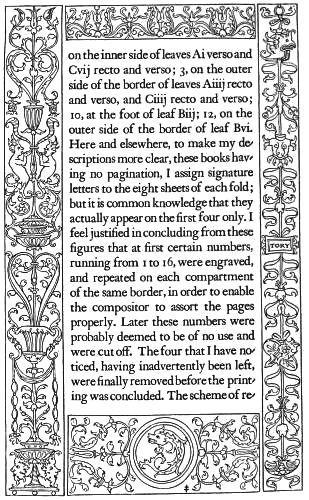 on the inner side of leaves Ai verso and
Cvij recto and verso; 3, on the outer
side of the border of leaves Aiiij recto
and verso, and Ciiij recto and verso;
10, at the foot of leaf Biij; 12, on the
outer side of the border of leaf Bvi.
Here and elsewhere, to make my de-
scriptions more clear, these books hav-
ing no pagination, I assign signature
letters to the eight sheets of each fold;
but it is common knowledge that they
actually appear on the first four only. I
feel justified in concluding from these
figures that at first certain numbers,
running from 1 to 16, were engraved,
and repeated on each compartment
of the same border, in order to enable
the compositor to assort the pages
properly. Later these numbers were
probably deemed to be of no use and
were cut off. The four that I have no-
ticed, having inadvertently been left,
were finally removed before the print-
ing was concluded. The scheme of re-
TORY